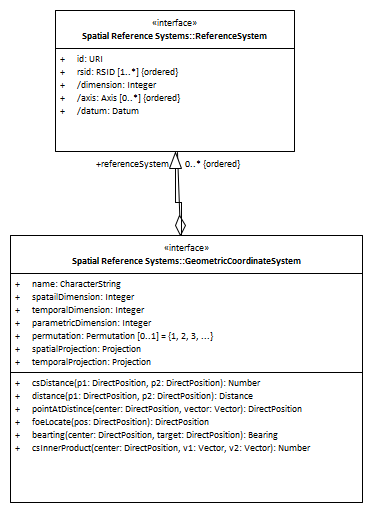 «interface»
Spatial Reference Systems::ReferenceSystem
+ id: URI
+ rsid: RSID [1..*] {ordered}
+ /dimension: Integer
+ /axis: Axis [0..*] {ordered}
+ /datum: Datum
+referenceSystem 0..* {ordered}
«interface»
Spatial Reference Systems::GeometricCoordinateSystem
+ name: CharacterString
+ spatailDimension: Integer
+ temporalDimension: Integer
+ parametricDimension: Integer
+ permutation: Permutation [0..1] = {1, 2, 3, ...}
+ spatialProjection: Projection
+ temporalProjection: Projection
+ csDistance(p1: DirectPosition, p2: DirectPosition): Number
+ distance(p1: DirectPosition, p2: DirectPosition): Distance
+ pointAtDistince(center: DirectPosition, vector: Vector): DirectPosition
+ foeLocate(pos: DirectPosition): DirectPosition
+ bearting(center: DirectPosition, target: DirectPosition): Bearing
+ csInnerProduct(center: DirectPosition, v1: Vector, v2: Vector): Number